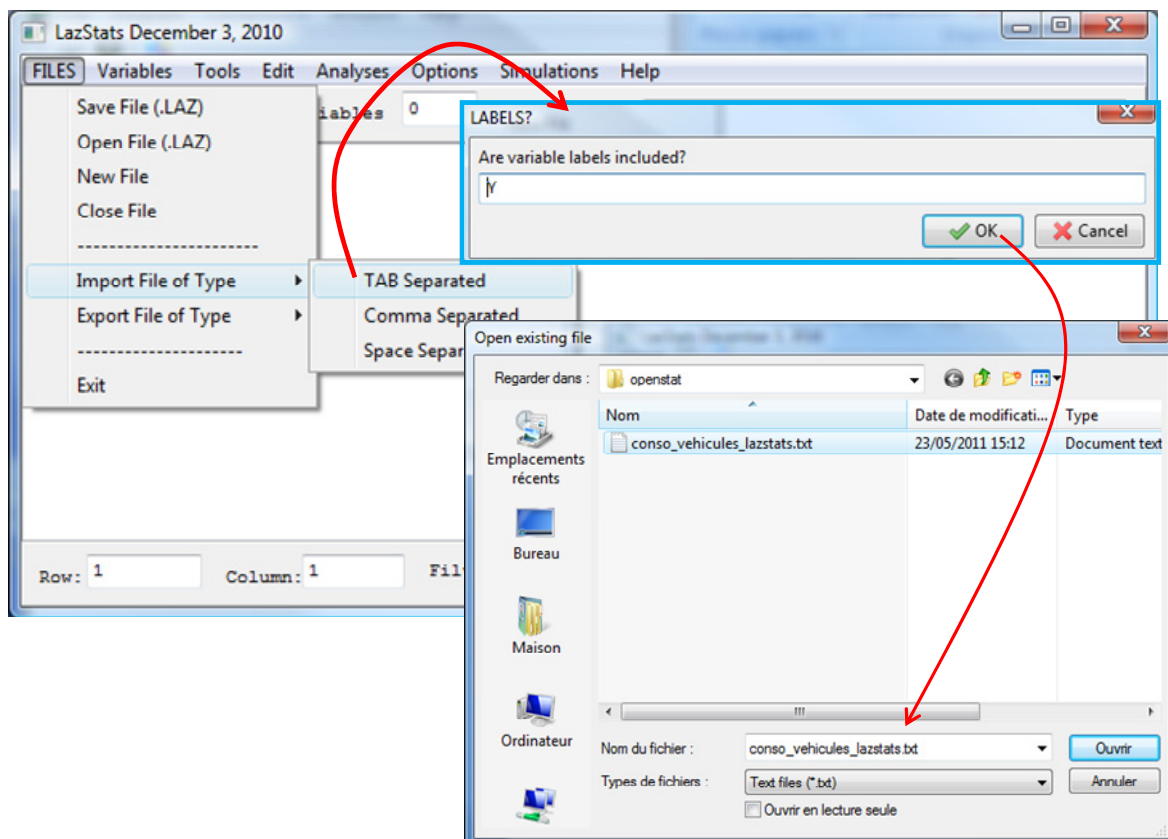 LazStats December 3, 2010
FILES Variables Tools Edit Analyses Options Simulations Help
Save File (.LAZ)
Open File (.LAZ)
New File
Close File
-----------------------
Import File of Type
Export File of Type
---------------------
Exit
0
TAB Separated
Comma Separated
LABELS?
Are variable labels included?
Y
OK
Cancel
Row: 1 Column: 1
Open existing file
Regarder dans : openstat
Nom Date de modificati... Type
conso_vehicules_lazstats.txt 23/05/2011 15:12 Document text
Emplacements
récents
Bureau
Maison
Ordinateur
Nom du fichier : conso_vehicules_lazstats.txt Ouvrir
Types de fichiers : Text files (*.txt) Annuler
Ouvrir en lecture seule